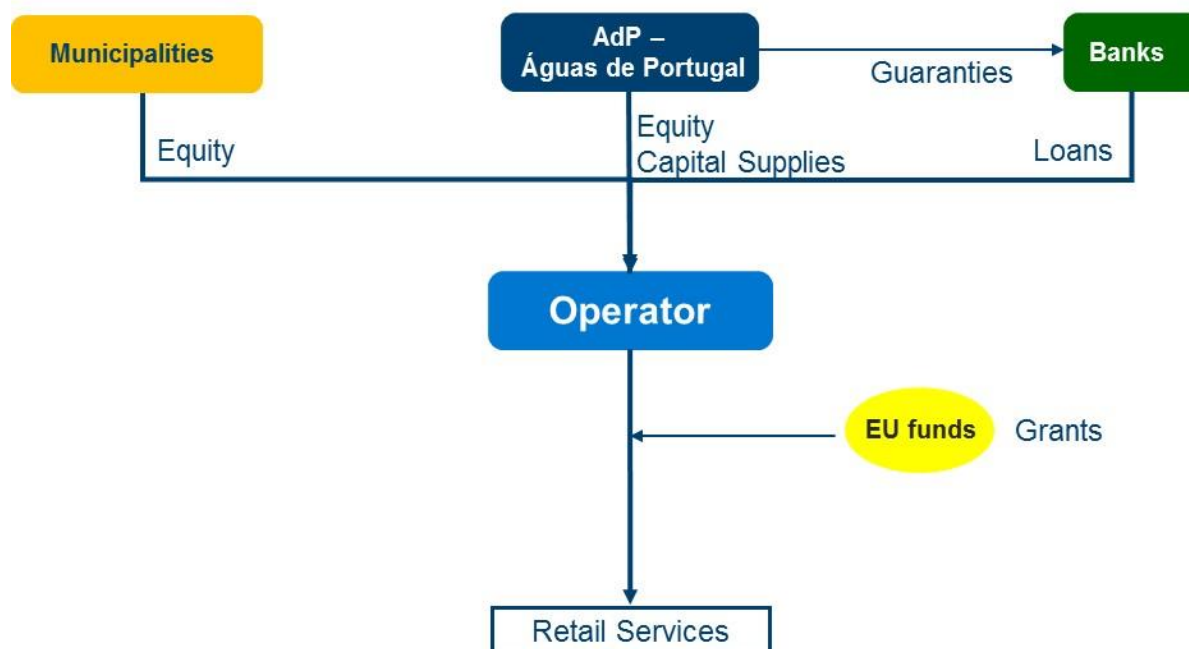 Municipalities
AdP –
Águas de Portugal
Guaranties
Banks
Equity
Equity
Capital Supplies
Loans
Operator
EU funds
Grants
Retail Services